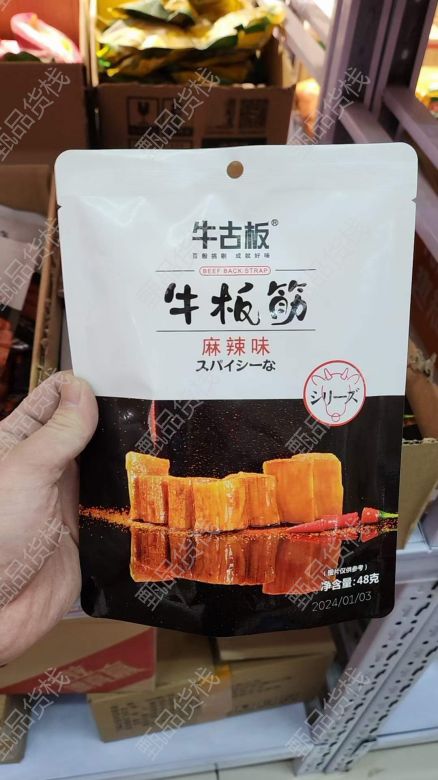 牛古板®
百般挑剔 成就好味
BEEF BACK STRAP
牛板筋
麻辣味
スパイシーな
シリーズ
(图片仅供参考)
净含量:48克
2024/01/03
甄品货栈